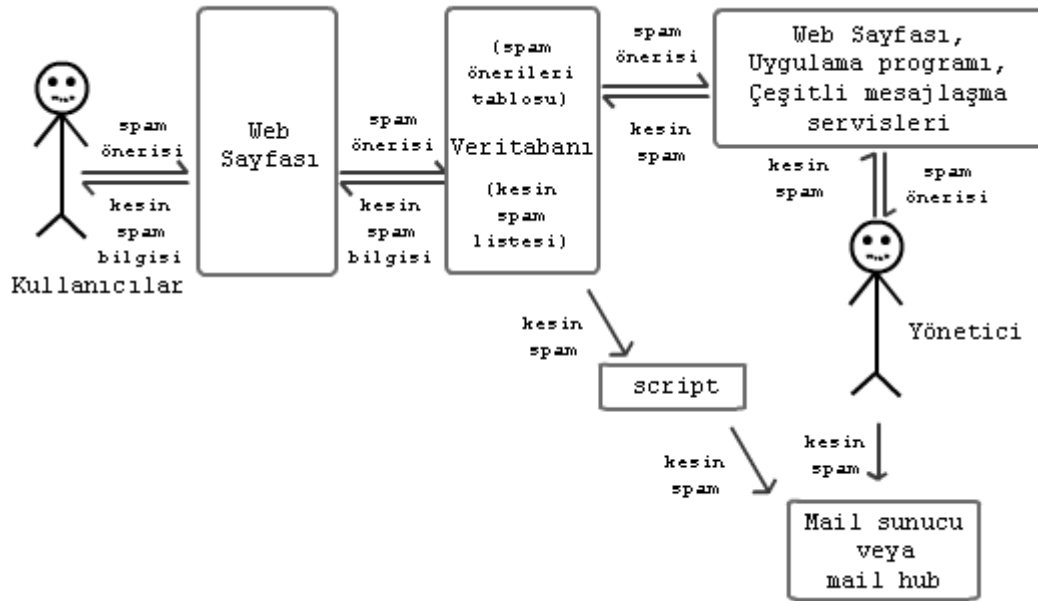 spam
önerisi
kesin
spam
bilgisi
Kullanıcılar
Web
Sayfası
spam
önerisi
kesin
spam
bilgisi
(spam
önerileri
tablosu)
Veritabanı
(kesin
spam
listesi)
spam
önerisi
kesin
spam
Web Sayfası,
Uygulama programı,
Çeşitli mesajlaşma
servisleri
kesin
spam
spam
önerisi
Yönetici
kesin
spam
script
kesin
spam
kesin
spam
Mail sunucu
veya
mail hub